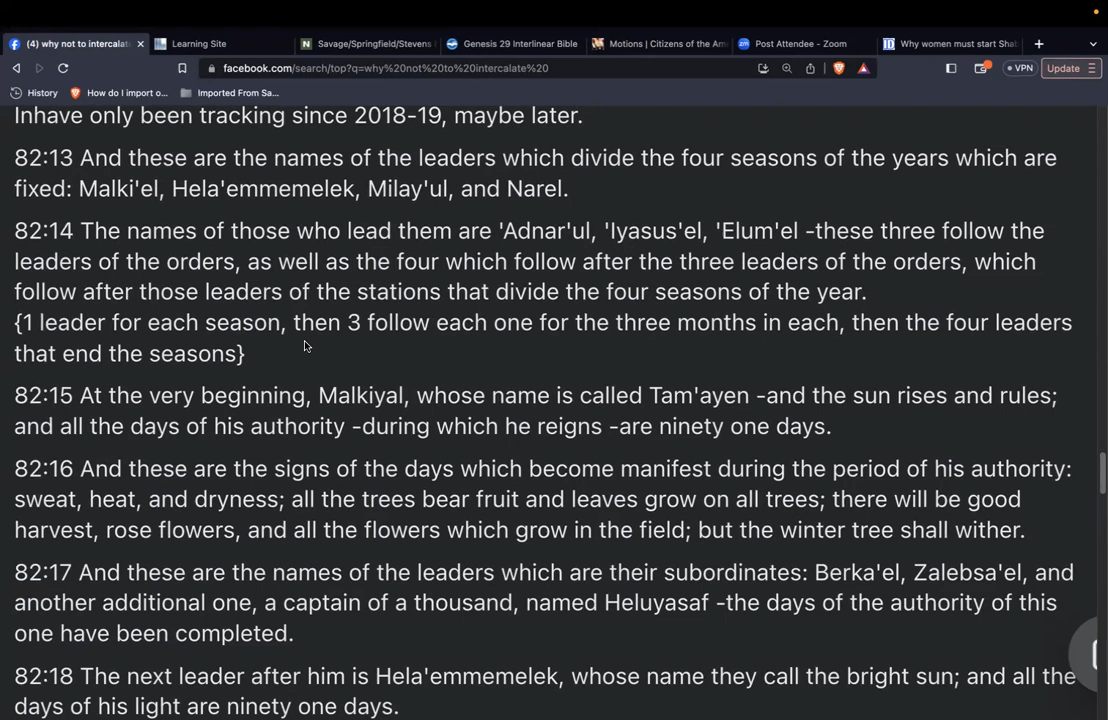 (4) why not to intercalat
Learning Site
Savage/Springfield/Stevens
Genesis 29 Interlinear Bible
Motions | Citizens of the Am
Post Attendee - Zoom
Why women must start Shab
facebook.com/search/top?q=why%20not%20to%20intercalate%20
VPN
Update
History
How do I import o...
Imported From Sa...
Inhave only been tracking since 2018-19, maybe later.
82:13 And these are the names of the leaders which divide the four seasons of the years which are
fixed: Malki'el, Hela'emmemelek, Milay'ul, and Narel.
82:14 The names of those who lead them are 'Adnar'ul, 'Iyasus'el, 'Elum'el -these three follow the
leaders of the orders, as well as the four which follow after the three leaders of the orders, which
follow after those leaders of the stations that divide the four seasons of the year.
{1 leader for each season, then 3 follow each one for the three months in each, then the four leaders
that end the seasons}
82:15 At the very beginning, Malkiyal, whose name is called Tam'ayen -and the sun rises and rules;
and all the days of his authority -during which he reigns -are ninety one days.
82:16 And these are the signs of the days which become manifest during the period of his authority:
sweat, heat, and dryness; all the trees bear fruit and leaves grow on all trees; there will be good
harvest, rose flowers, and all the flowers which grow in the field; but the winter tree shall wither.
82:17 And these are the names of the leaders which are their subordinates: Berka'el, Zalebsa'el, and
another additional one, a captain of a thousand, named Heluyasaf -the days of the authority of this
one have been completed.
82:18 The next leader after him is Hela'emmemelek, whose name they call the bright sun; and all the
days of his light are ninety one days.